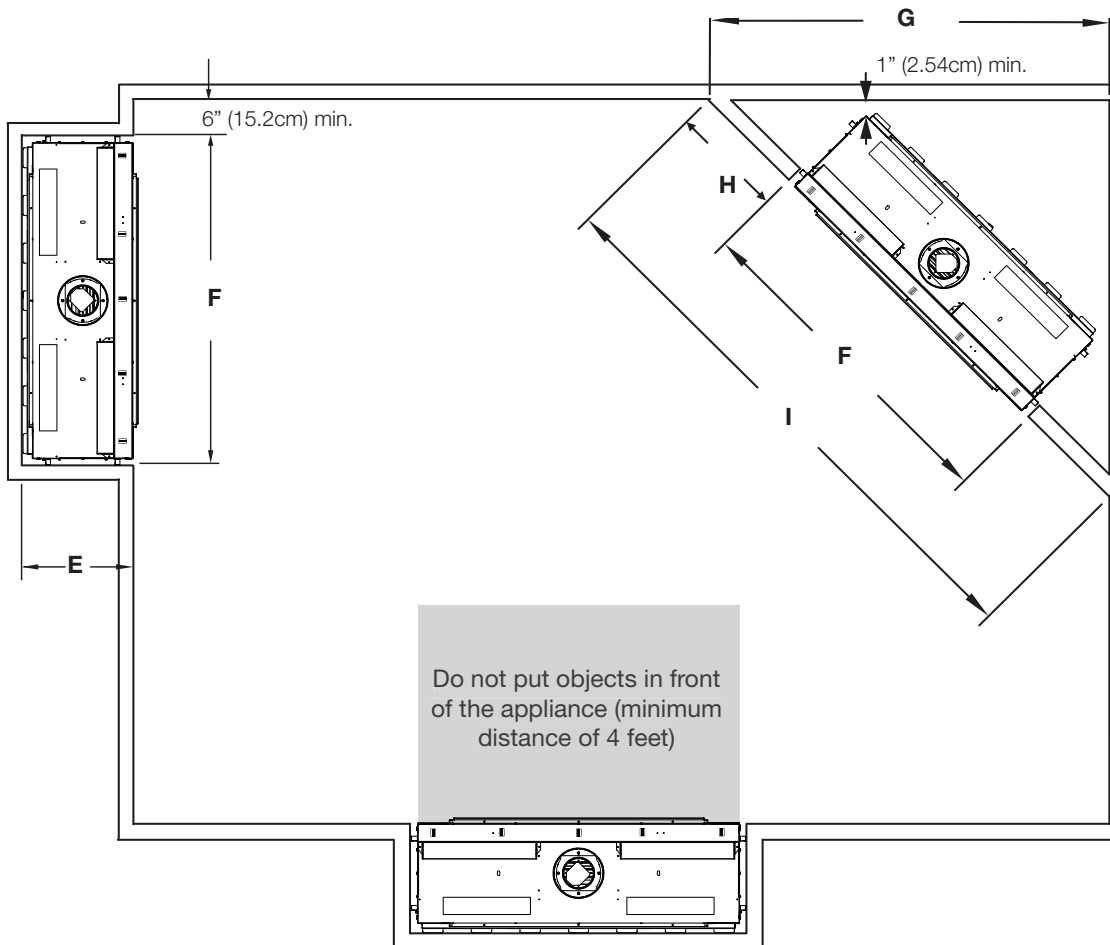 G
1” (2.54cm) min.
6” (15.2cm) min.
H
F
F
I
E
Do not put objects in front
of the appliance (minimum
distance of 4 feet)